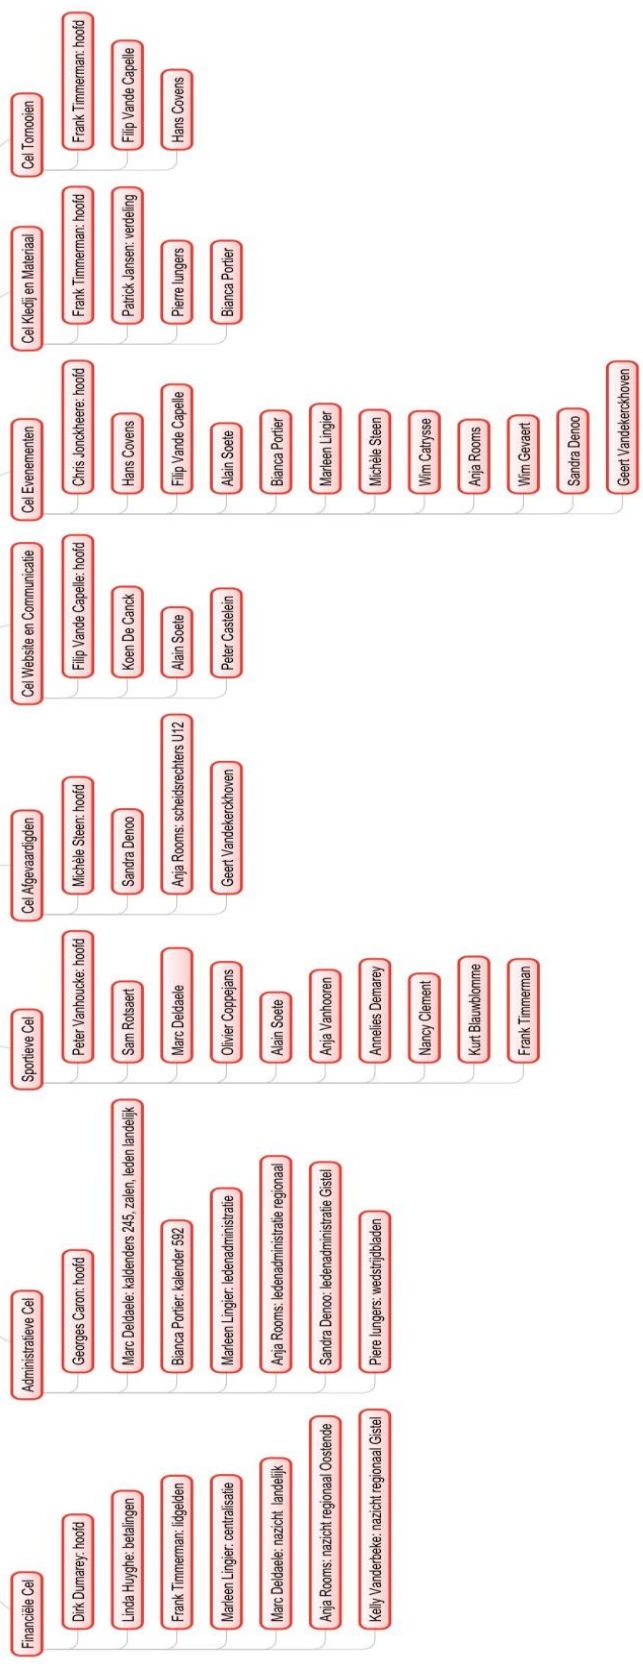 Financiële Cel
Dirk Dumarey: hoofd
Linda Huyghe: betalingen
Frank Timmerman: lidgelden
Marleen Lingier: centralisatie
Marc Deldaele: nazicht landelijk
Anja Rooms: nazicht regionaal Oostende
Kelly Vanderbeke: nazicht regionaal Gistel
Administratieve Cel
Georges Caron: hoofd
Marc Deldaele: kaldenders 245, zalen, leden landelijk
Bianca Portier: kalender 592
Marleen Lingier: ledenadministratie
Anja Rooms: ledenadministratie regionaal
Sandra Denoo: ledenadministratie Gistel
Piere Iungers: wedstrijdbladen
Sportieve Cel
Peter Vanhoucke: hoofd
Sam Rotsaert
Marc Deldaele
Olivier Coppejans
Alain Soete
Anja Vanhooren
Annelies Demarey
Nancy Clement
Kurt Blauwblomme
Frank Timmerman
Cel Afgevaardigden
Michèle Steen: hoofd
Sandra Denoo
Anja Rooms: scheidsrechters U12
Geert Vandekerckhoven
Cel Website en Communicatie
Filip Vande Capelle: hoofd
Koen De Canck
Alain Soete
Peter Castelein
Cel Evenementen
Chris Jonckheere: hoofd
Hans Covens
Filip Vande Capelle
Alain Soete
Bianca Portier
Marleen Lingier
Michèle Steen
Wim Catrysse
Anja Rooms
Wim Gevaert
Sandra Denoo
Geert Vandekerckhoven
Cel Kledij en Materiaal
Frank Timmerman: hoofd
Patrick Jansen: verdeling
Pierre Iungers
Bianca Portier
Cel Tornooien
Frank Timmerman: hoofd
Filip Vande Capelle
Hans Covens